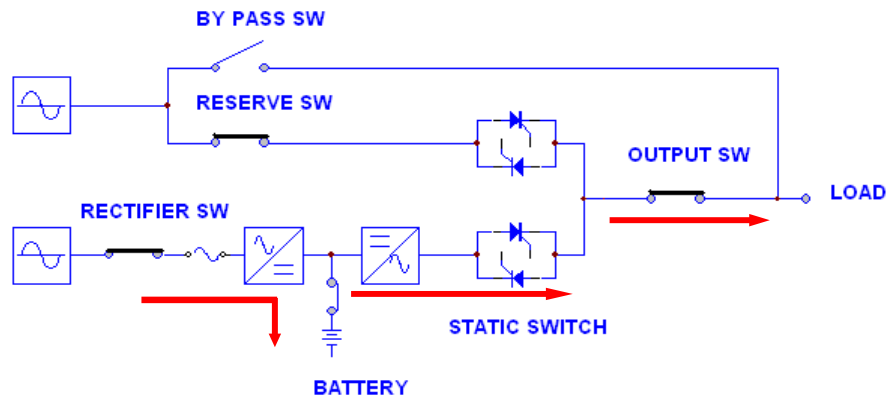 BY PASS SW
RESERVE SW
OUTPUT SW
LOAD
RECTIFIER SW
STATIC SWITCH
BATTERY